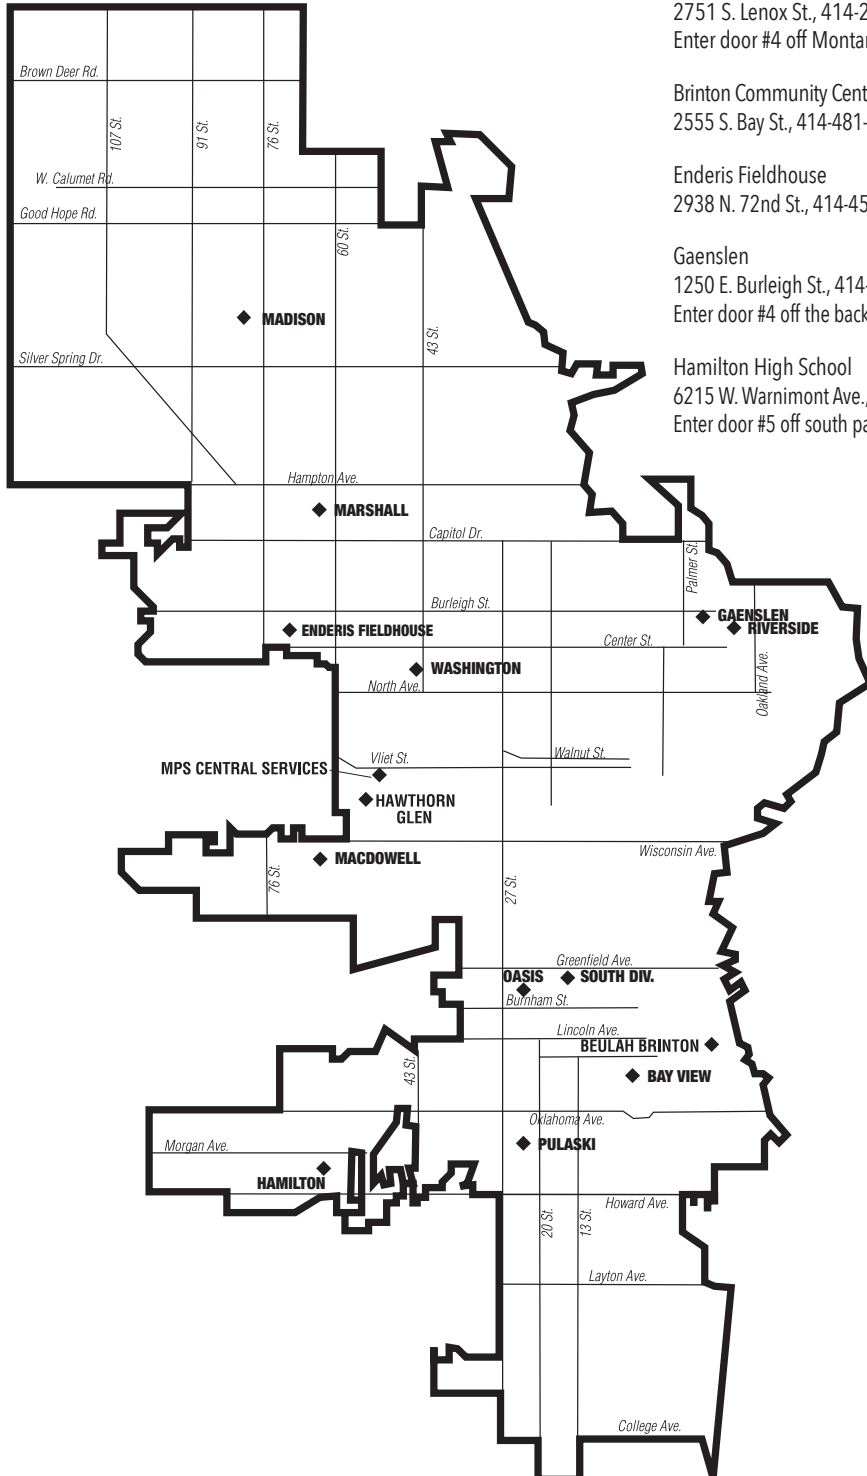 2751 S. Lenox St., 414-2
Enter door #4 off Montan
Brinton Community Cent
2555 S. Bay St., 414-481-
Enderis Fieldhouse
2938 N. 72nd St., 414-45
Gaenslen
1250 E. Burleigh St., 414-
Enter door #4 off the back
Hamilton High School
6215 W. Warnimont Ave.,
Enter door #5 off south pa
Brown Deer Rd.
107 St.
91 St.
76 St.
W. Calumet Rd.
Good Hope Rd.
60 St.
43 St.
MADISON
Silver Spring Dr.
Hampton Ave.
MARSHALL
Capitol Dr.
Palmer St.
Burleigh St.
GAENSLEN
RIVERSIDE
ENDERIS FIELDHOUSE
Center St.
WASHINGTON
North Ave.
Oakland Ave.
Walnut St.
Vliet St.
MPS CENTRAL SERVICES
HAWTHORN
GLEN
Wisconsin Ave.
MACDOWELL
76 St.
27 St.
Greenfield Ave.
OASIS
SOUTH DIV.
Burnham St.
Lincoln Ave.
BEULAH BRINTON
43 St.
BAY VIEW
Oklahoma Ave.
Morgan Ave.
PULASKI
HAMILTON
Howard Ave.
20 St.
13 St.
Layton Ave.
College Ave.